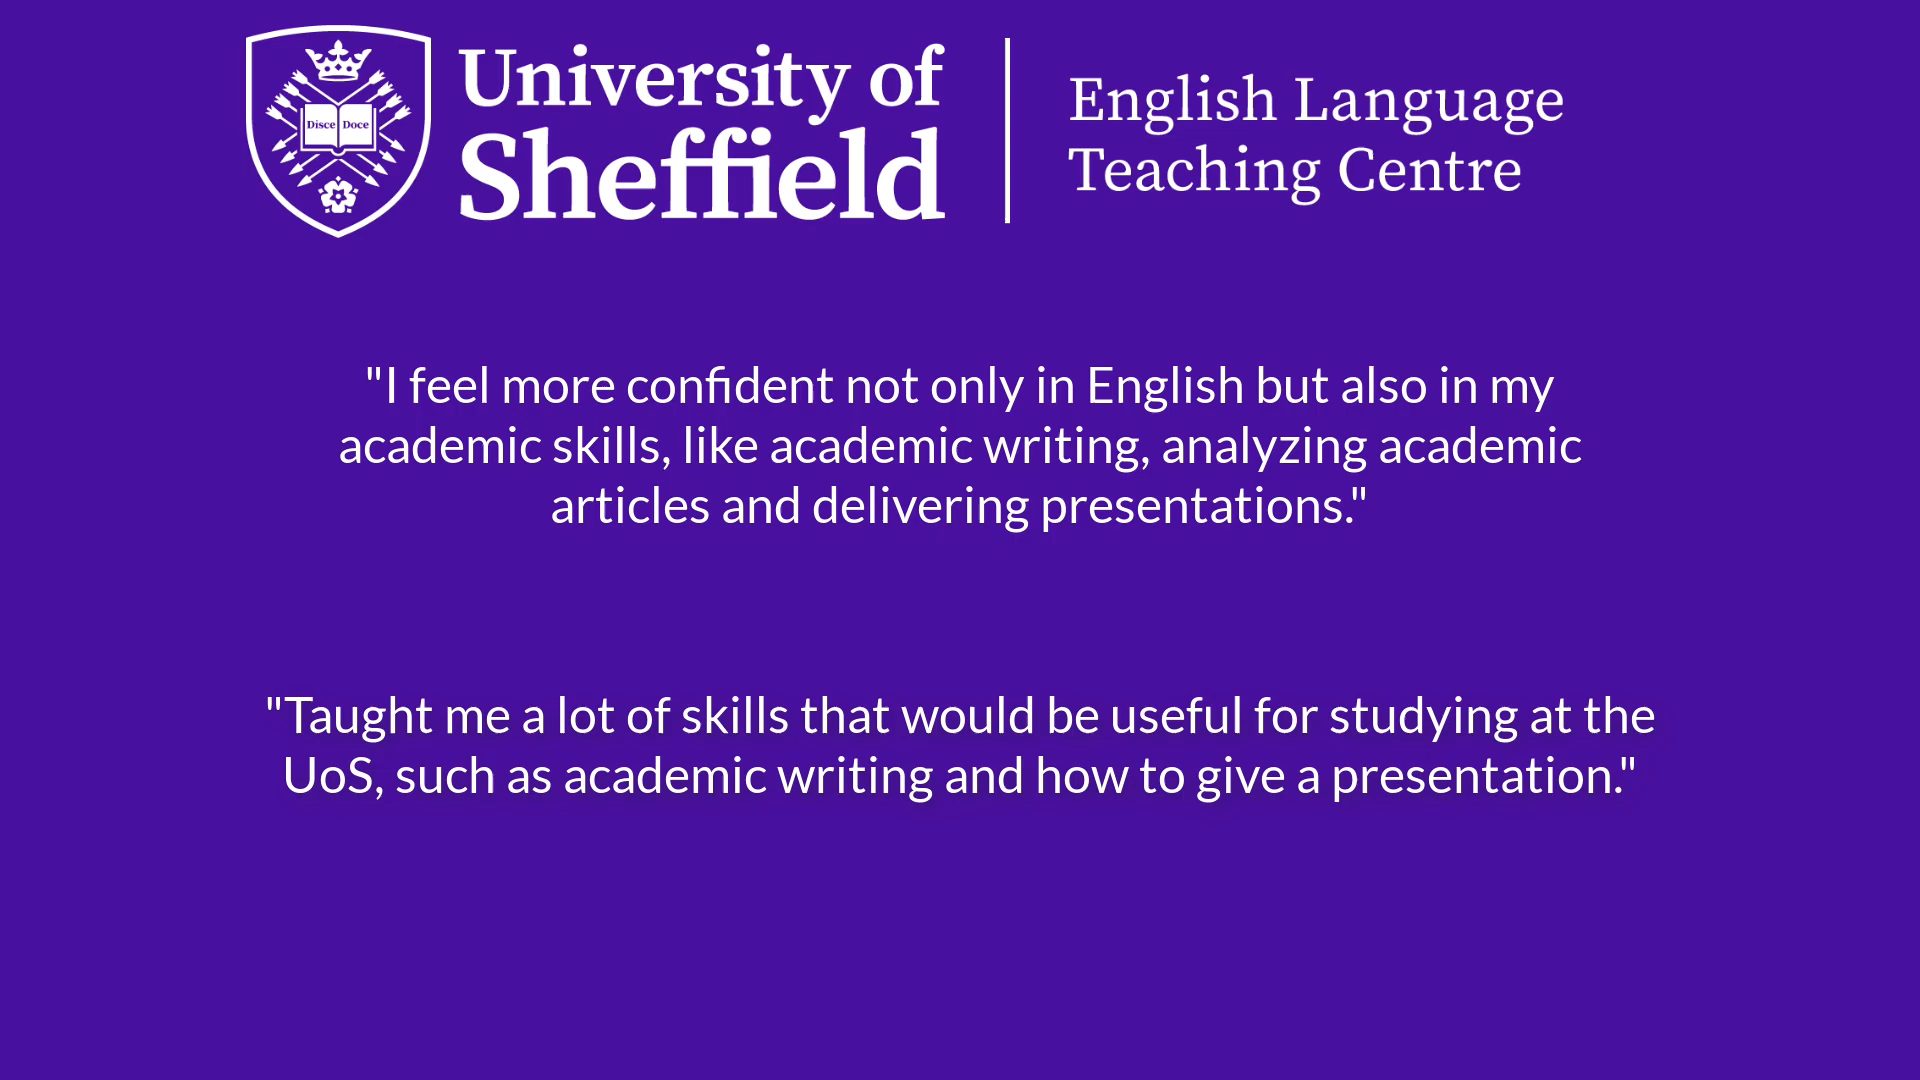 Disce Doce
University of
Sheffield
English Language
Teaching Centre
"I feel more confident not only in English but also in my
academic skills, like academic writing, analyzing academic
articles and delivering presentations."
"Taught me a lot of skills that would be useful for studying at the
UoS, such as academic writing and how to give a presentation."